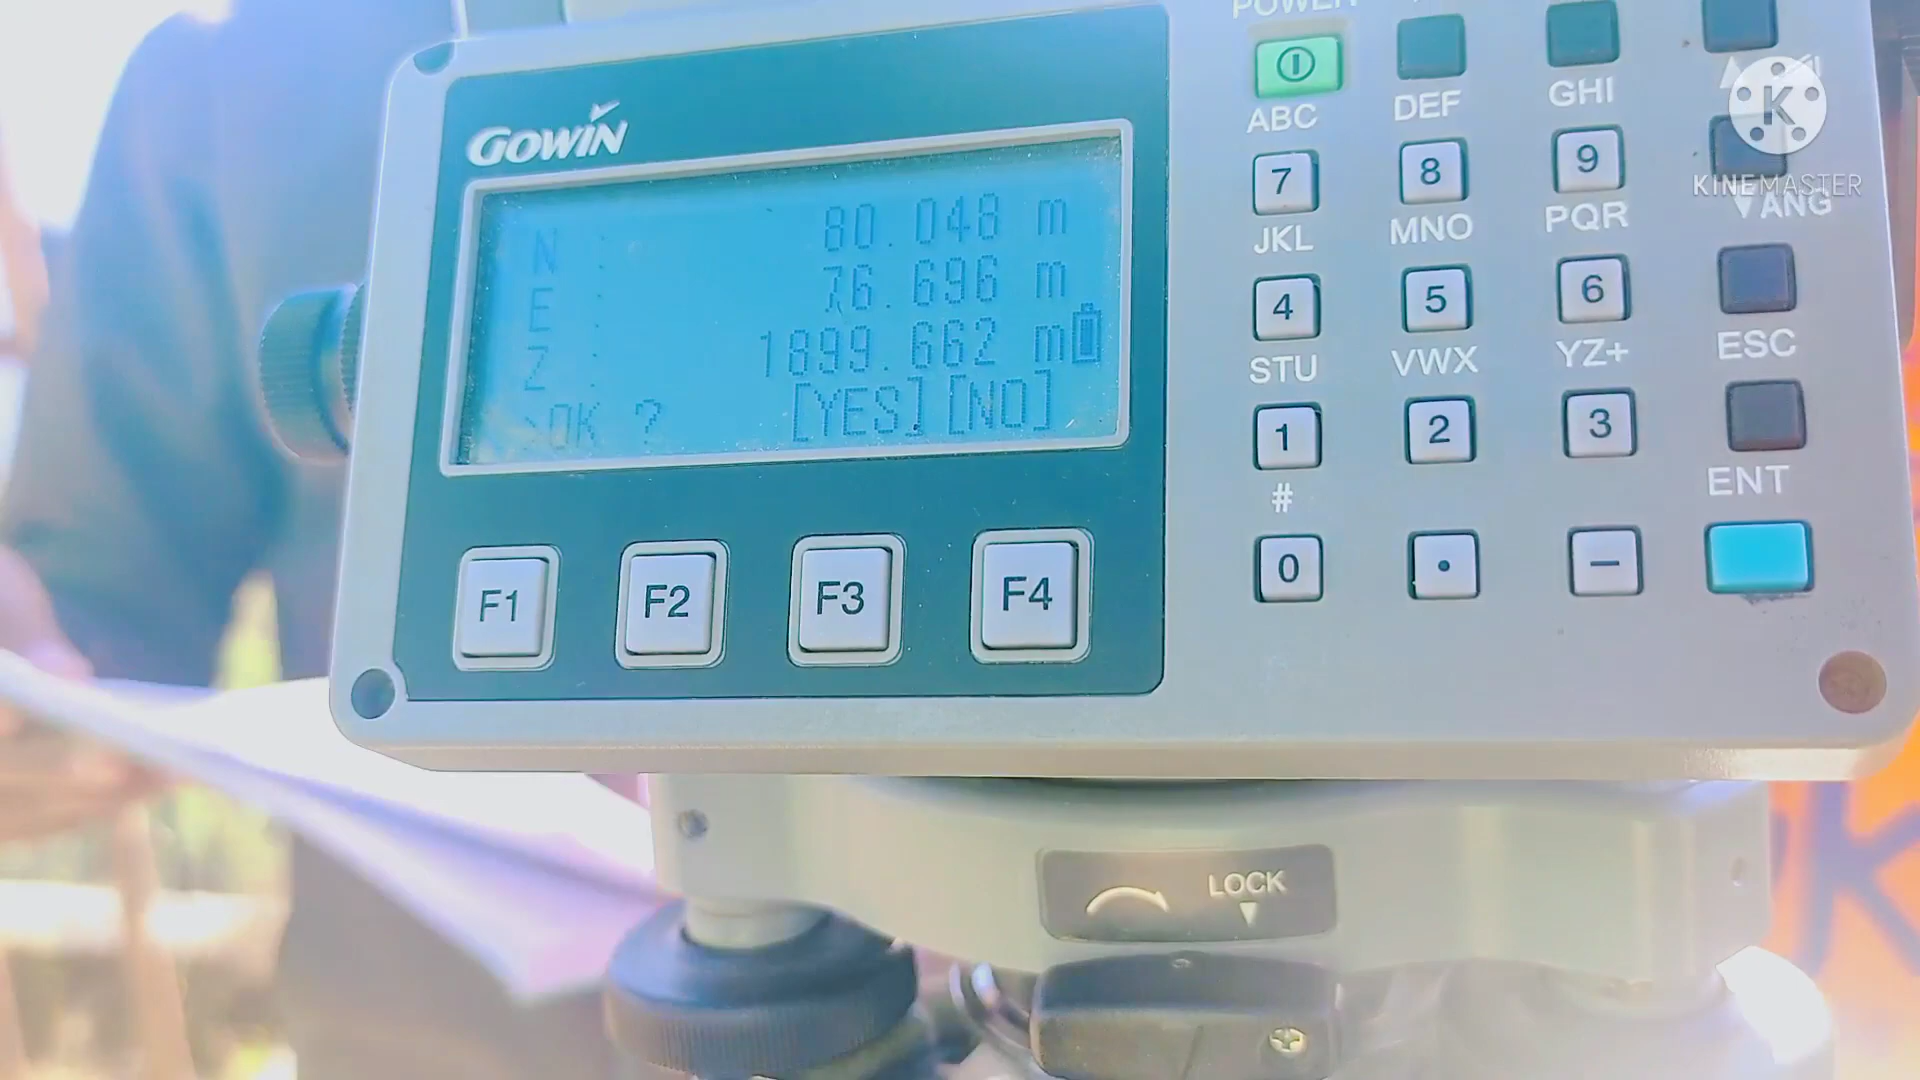 GOWIN
N : 80.048 m
E : 76.696 m
Z : 1899.662 m
>OK ? [YES] [NO]
F1 F2 F3 F4
POWER
ABC DEF GHI
7 8 9
JKL MNO PQR
▼ANG
4 5 6
STU VWX YZ+
ESC
1 2 3
#
ENT
0 . -
LOCK
K
KINEMASTER